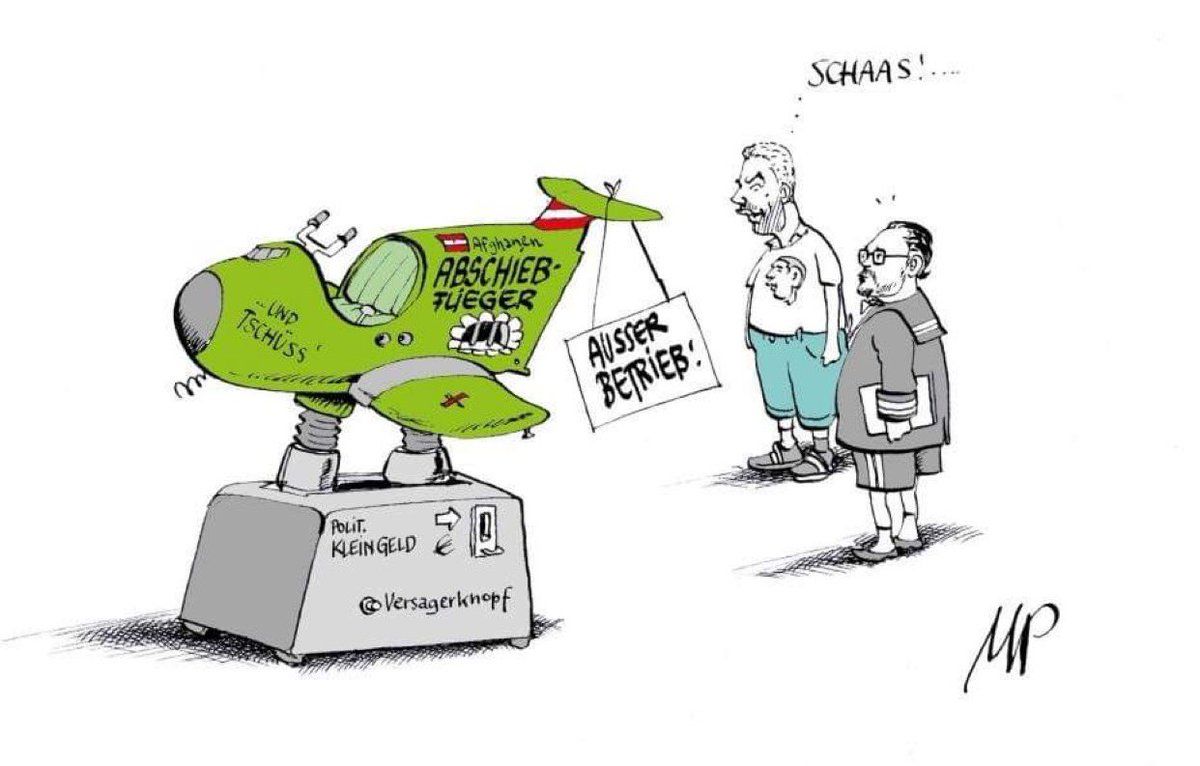 SCHAAS!....
Afghanen
ABSCHIEB-
FLIEGER
"UND
TSCHÜSS'
AUSSER
BETRIEB!
POLIT.
KLEINGELD €
©Versagerknopf
MP